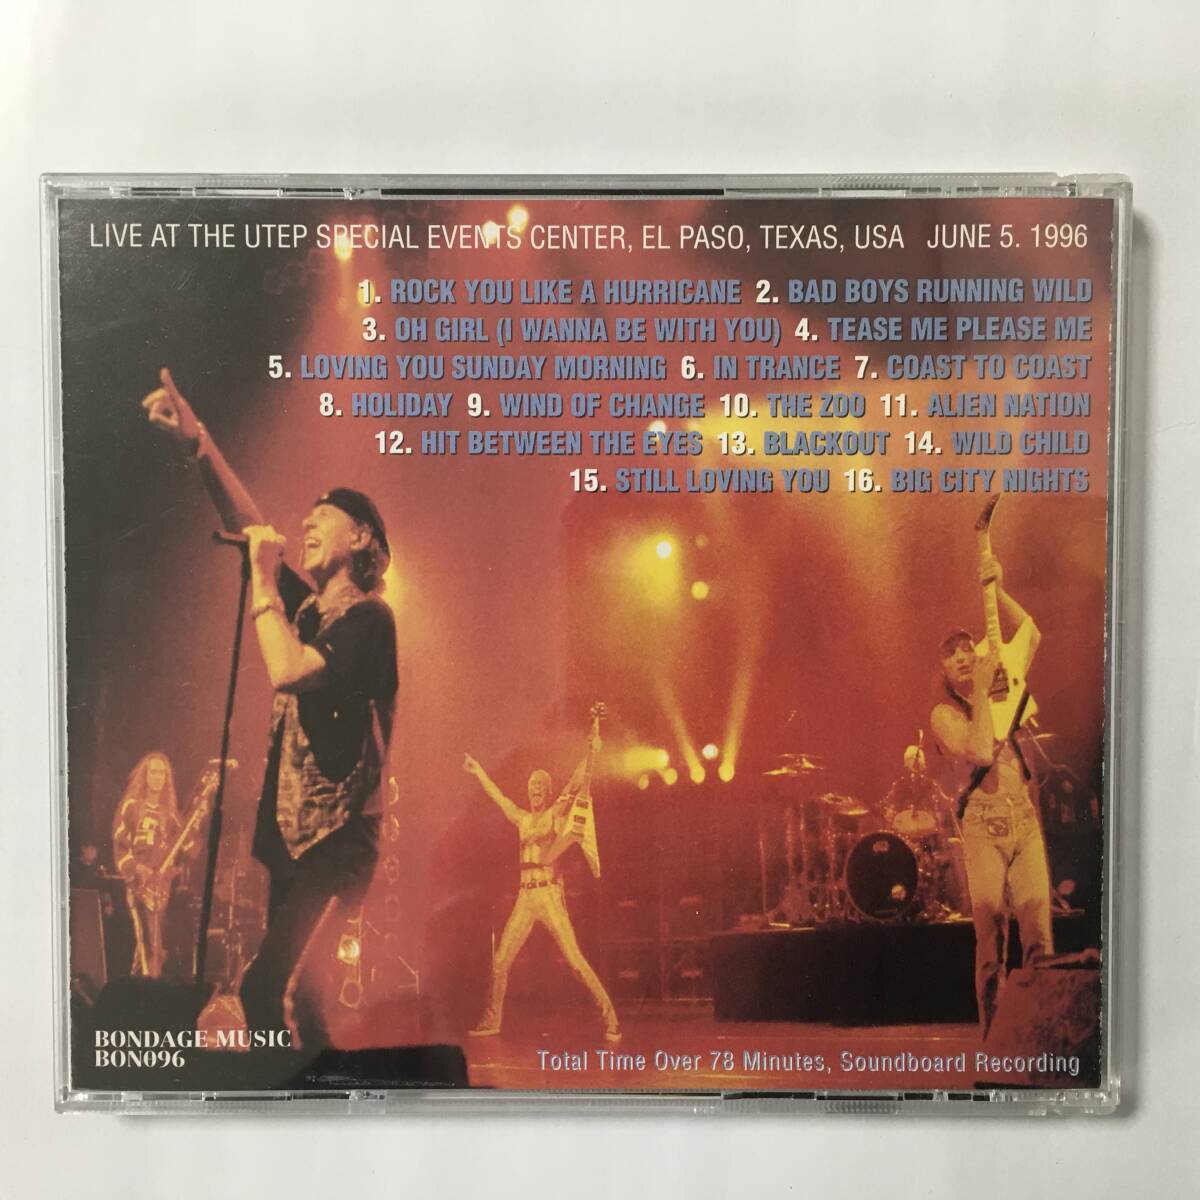 LIVE AT THE UTEP SPECIAL EVENTS CENTER, EL PASO, TEXAS, USA JUNE 5. 1996
1. ROCK YOU LIKE A HURRICANE 2. BAD BOYS RUNNING WILD
3. OH GIRL (I WANNA BE WITH YOU) 4. TEASE ME PLEASE ME
5. LOVING YOU SUNDAY MORNING 6. IN TRANCE 7. COAST TO COAST
8. HOLIDAY 9. WIND OF CHANGE 10. THE ZOO 11. ALIEN NATION
12. HIT BETWEEN THE EYES 13. BLACKOUT 14. WILD CHILD
15. STILL LOVING YOU 16. BIG CITY NIGHTS
BONDAGE MUSIC
BON096
Total Time Over 78 Minutes, Soundboard Recording